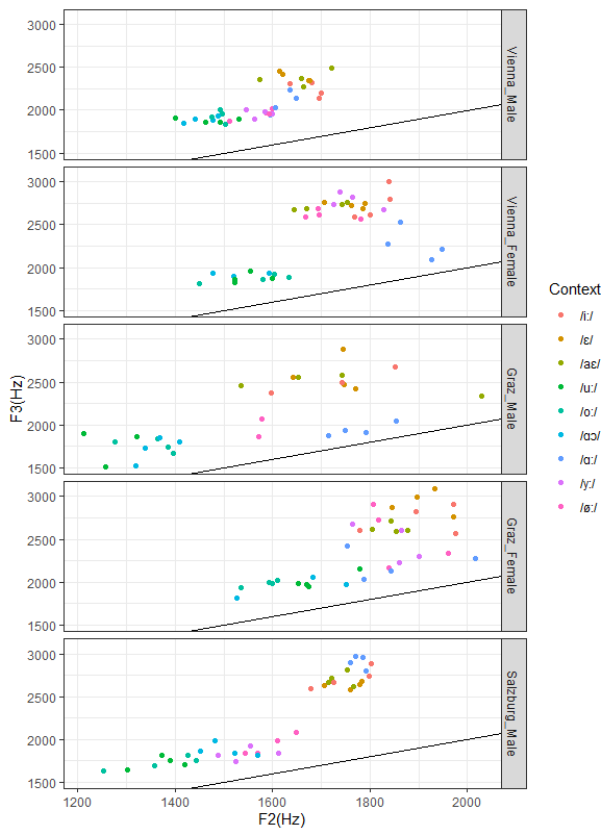 3000
2500
2000
1500
Vienna_Male
3000
2500
2000
1500
Vienna_Female
3000
2500
2000
1500
Graz_Male
3000
2500
2000
1500
Graz_Female
3000
2500
2000
1500
Salzburg_Male
F3(Hz)
1200 1400 1600 1800 2000
F2(Hz)
Context
/iː/
/ɛ/
/aɛ/
/uː/
/oː/
/ɑɔ/
/ɑː/
/yː/
/øː/